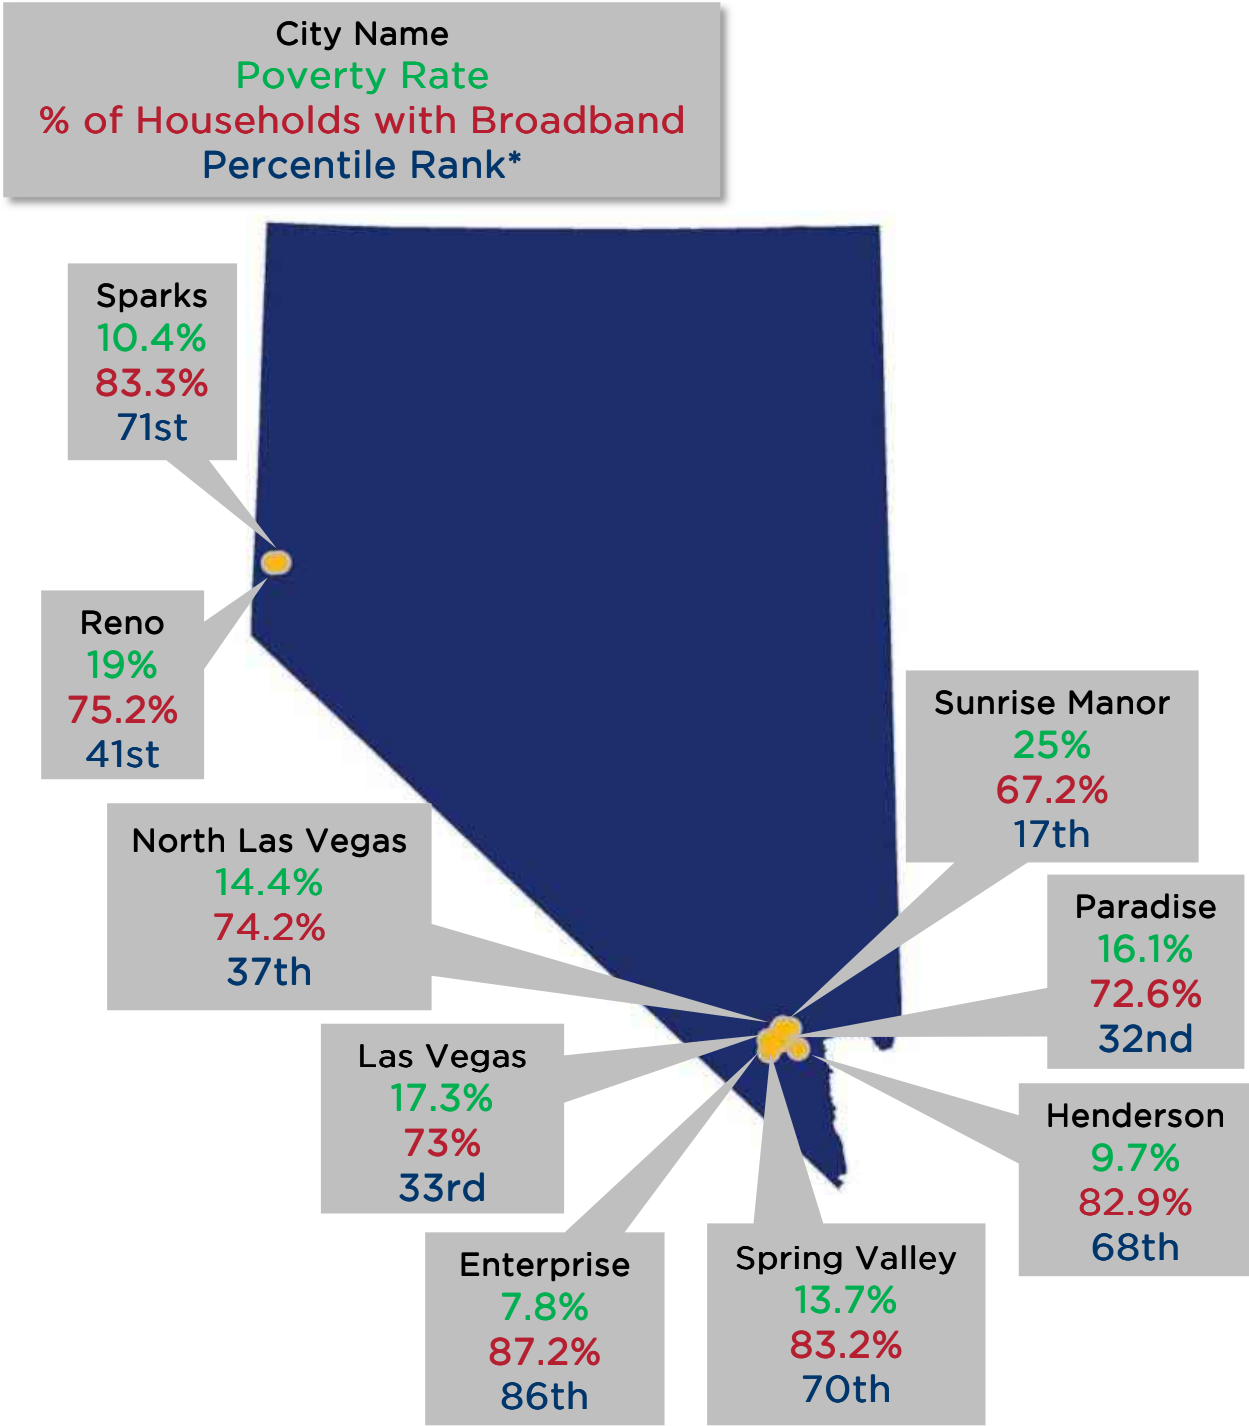 City Name
Poverty Rate
% of Households with Broadband
Percentile Rank*
Sparks
10.4%
83.3%
71st
Reno
19%
75.2%
41st
Sunrise Manor
25%
67.2%
17th
North Las Vegas
14.4%
74.2%
37th
Paradise
16.1%
72.6%
32nd
Las Vegas
17.3%
73%
33rd
Henderson
9.7%
82.9%
68th
Enterprise
7.8%
87.2%
86th
Spring Valley
13.7%
83.2%
70th